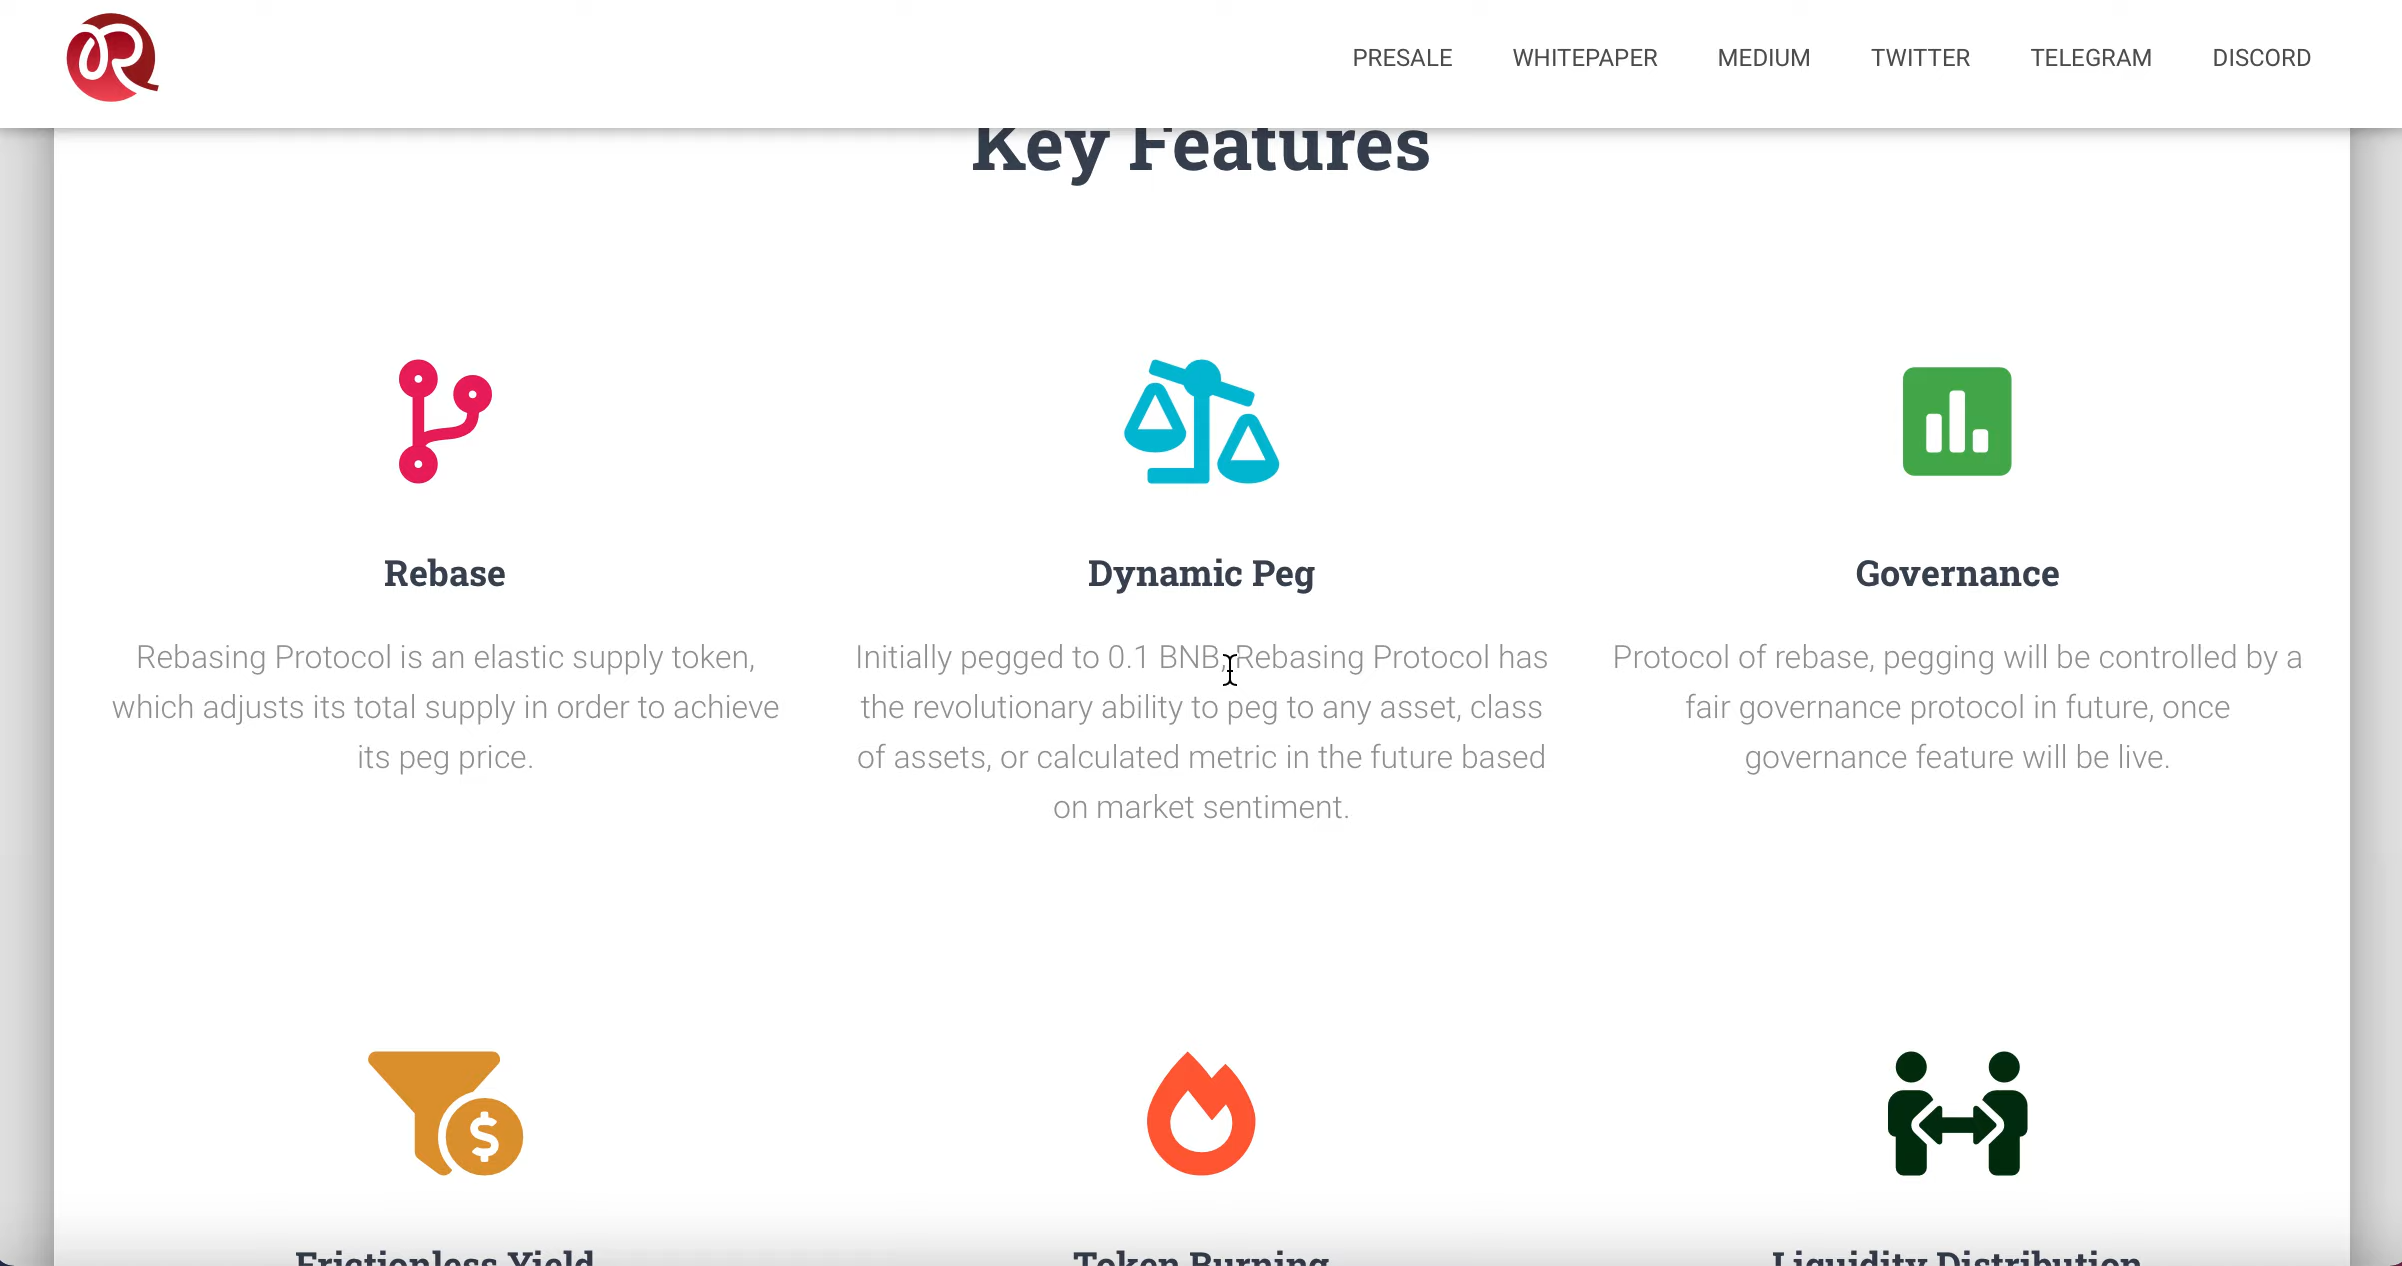 PRESALE WHITEPAPER MEDIUM TWITTER TELEGRAM DISCORD
Key Features
Rebase
Rebasing Protocol is an elastic supply token,
which adjusts its total supply in order to achieve
its peg price.
Dynamic Peg
Initially pegged to 0.1 BNB, Rebasing Protocol has
the revolutionary ability to peg to any asset, class
of assets, or calculated metric in the future based
on market sentiment.
Governance
Protocol of rebase, pegging will be controlled by a
fair governance protocol in future, once
governance feature will be live.
Frictionless Yield
Token Burning
Liquidity Distribution